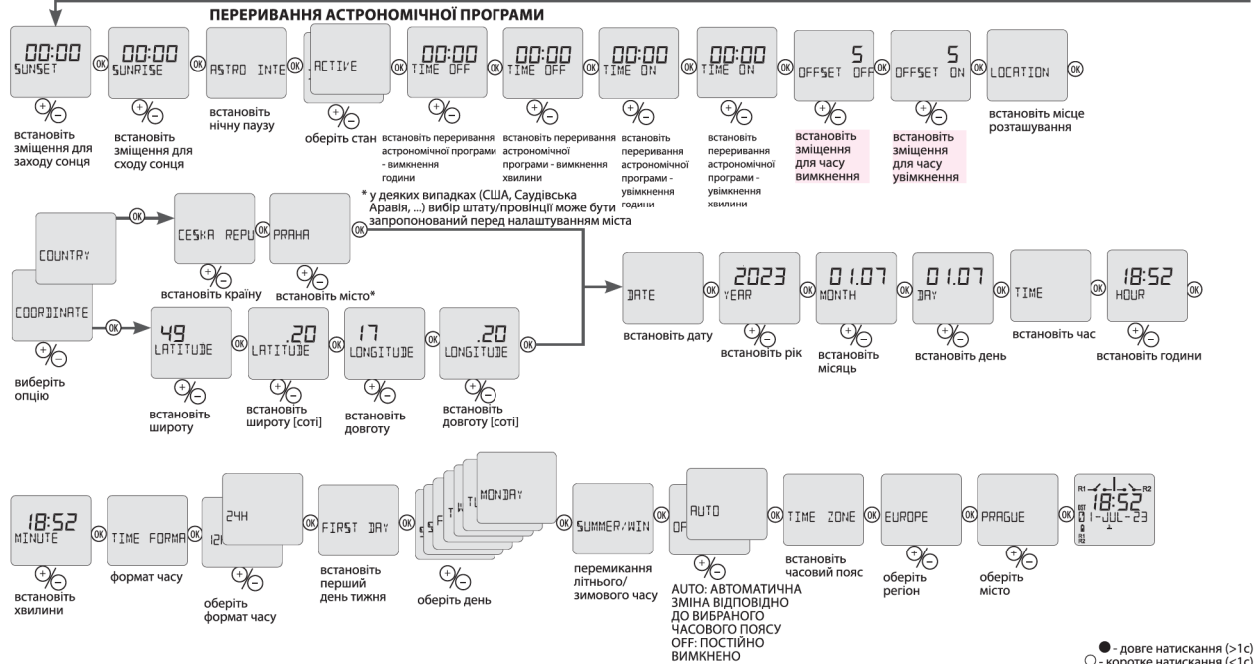 ПЕРЕРИВАННЯ АСТРОНОМІЧНОЇ ПРОГРАМИ
00:00
SUNSET
OK
встановіть
зміщення для
заходу сонця
00:00
SUNRISE
OK
встановіть
зміщення для
сходу сонця
ASTRO INTE
OK
встановіть
нічну паузу
ACTIVE
OK
оберіть стан
00:00
TIME OFF
OK
встановіть переривання
астрономічної програми
- вимкнення
години
00:00
TIME OFF
OK
встановіть переривання
астрономічної
програми - вимкнення
хвилини
00:00
TIME ON
OK
встановіть
переривання
астрономічної
програми -
увімкнення
години
00:00
TIME ON
OK
встановіть
переривання
астрономічної
програми -
увімкнення
хвилини
5
OFFSET OFF
OK
встановіть
зміщення
для часу
вимкнення
5
OFFSET ON
OK
встановіть
зміщення
для часу
увімкнення
LOCATION
OK
встановіть місце
розташування
* у деяких випадках (США, Саудівська
Аравія, ...) вибір штату/провінції може бути
запропонований перед налаштуванням міста
COUNTRY
COORDINATE
виберіть
опцію
OK
CESKA REPU
OK
встановіть країну
PRAHA
OK
встановіть місто*
OK
49
LATITUDE
OK
встановіть
широту
.20
LATITUDE
OK
встановіть
широту [соті]
17
LONGITUDE
OK
встановіть
довготу
.20
LONGITUDE
OK
встановіть
довготу [соті]
DATE
OK
встановіть дату
2023
YEAR
OK
встановіть рік
01.07
MONTH
OK
встановіть
місяць
01.07
DAY
OK
встановіть день
TIME
OK
встановіть час
18:52
HOUR
OK
встановіть години
18:52
MINUTE
OK
встановіть
хвилини
TIME FORMA
OK
формат часу
24H
OK
оберіть
формат часу
FIRST DAY
OK
встановіть
перший
день тижня
MONDAY
OK
оберіть день
SUMMER/WIN
OK
перемикання
літнього/
зимового часу
AUTO
OF
OK
AUTO: АВТОМАТИЧНА
ЗМІНА ВІДПОВІДНО
ДО ВИБРАНОГО
ЧАСОВОГО ПОЯСУ
OFF: ПОСТІЙНО
ВИМКНЕНО
TIME ZONE
OK
встановіть
часовий пояс
EUROPE
OK
оберіть
регіон
PRAGUE
OK
оберіть
місто
R1 R2
18:52
01-JUL-23
R1
R2
- довге натискання (>1с)
- коротке натискання (<1с)